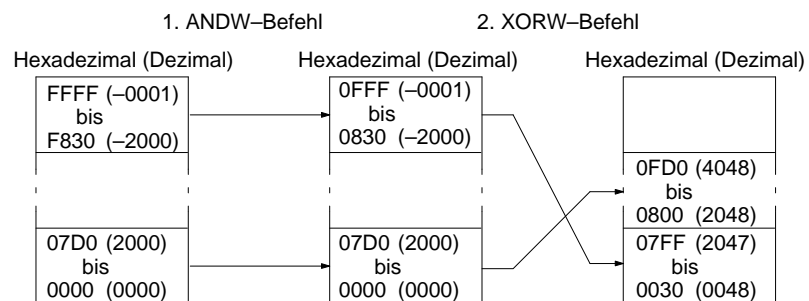 1. ANDW–Befehl 2. XORW–Befehl
Hexadezimal (Dezimal) Hexadezimal (Dezimal) Hexadezimal (Dezimal)
FFFF (–0001)
bis
F830 (–2000)
07D0 (2000)
bis
0000 (0000)
0FFF (–0001)
bis
0830 (–2000)
07D0 (2000)
bis
0000 (0000)
0FD0 (4048)
bis
0800 (2048)
07FF (2047)
bis
0030 (0048)